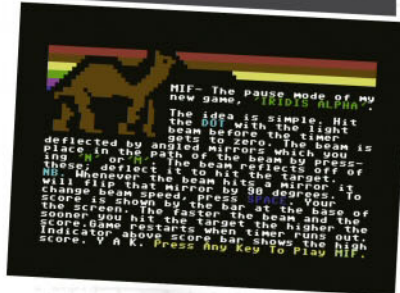 MIF- The pause mode of my
new game, 'IRIDIS ALPHA'.
The idea is simple. Hit
the DOT with the light
beam before the timer
gets to zero. The beam is
deflected by angled mirrors which you
place in the path of the beam by press-
ing 'N' or 'M'. The beam reflects off of
these; deflect it to hit the target.
NB. Whenever the beam hits a mirror it
will flip that mirror by 90 degrees. To
change beam speed, press SPACE. Your
score is shown by the bar at the base of
the screen. The faster the beam and the
sooner you hit the target the higher the
score.Game restarts when timer runs out.
Indicator above score bar shows the high
score. Y A K. Press Any Key To Play MIF.